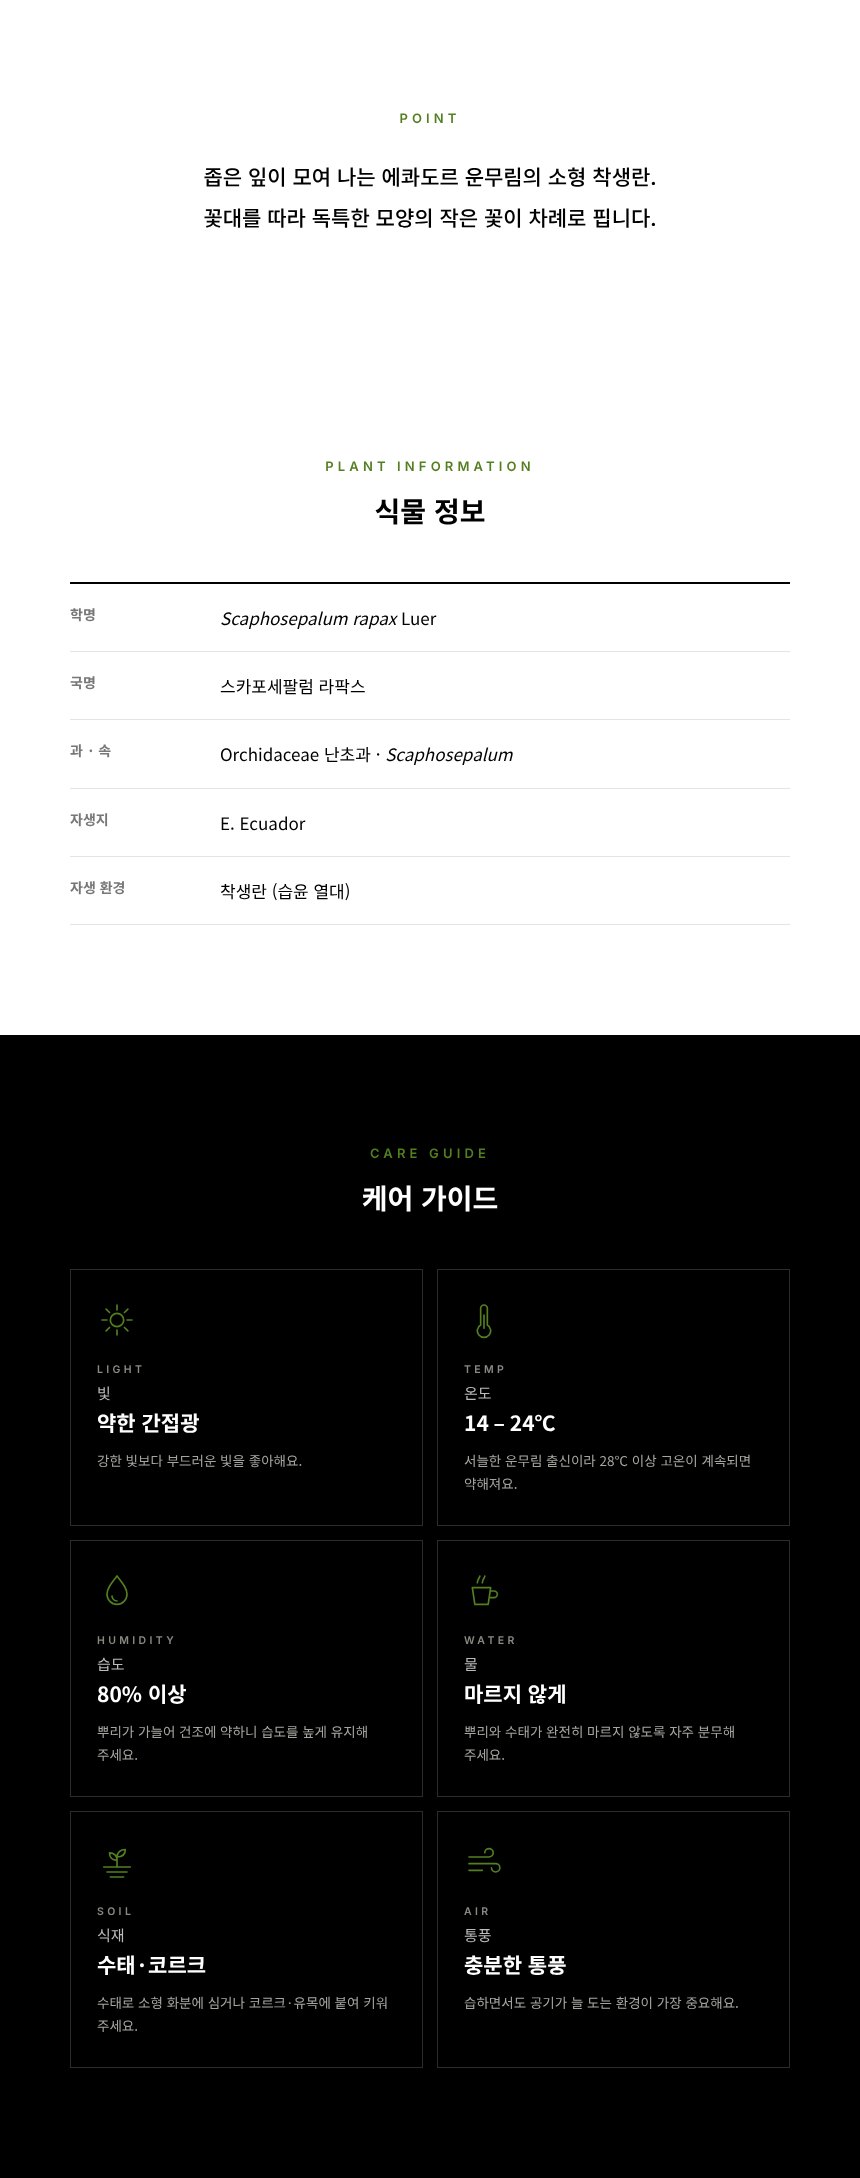 POINT
좁은 잎이 모여 나는 에콰도르 운무림의 소형 착생란.
꽃대를 따라 독특한 모양의 작은 꽃이 차례로 핍니다.
PLANT INFORMATION
식물 정보
학명 Scaphosepalum rapax Luer
국명 스카포세팔럼 라팍스
과 · 속 Orchidaceae 난초과 · Scaphosepalum
자생지 E. Ecuador
자생 환경 착생란 (습윤 열대)
CARE GUIDE
케어 가이드
LIGHT
빛
약한 간접광
강한 빛보다 부드러운 빛을 좋아해요.
TEMP
온도
14 – 24℃
서늘한 운무림 출신이라 28℃ 이상 고온이 계속되면
약해져요.
HUMIDITY
습도
80% 이상
뿌리가 가늘어 건조에 약하니 습도를 높게 유지해
주세요.
WATER
물
마르지 않게
뿌리와 수태가 완전히 마르지 않도록 자주 분무해
주세요.
SOIL
식재
수태·코르크
수태로 소형 화분에 심거나 코르크·유목에 붙여 키워
주세요.
AIR
통풍
충분한 통풍
습하면서도 공기가 늘 도는 환경이 가장 중요해요.